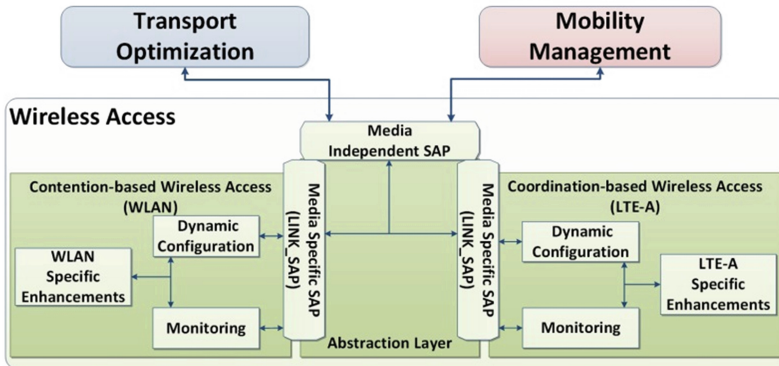 Transport
Optimization
Mobility
Management
Wireless Access
Media
Independent SAP
Contention-based Wireless Access
(WLAN)
Dynamic
Configuration
WLAN
Specific
Enhancements
Monitoring
Media Specific SAP
(LINK_SAP)
Abstraction Layer
Media Specific SAP
(LINK_SAP)
Coordination-based Wireless Access
(LTE-A)
Dynamic
Configuration
LTE-A
Specific
Enhancements
Monitoring